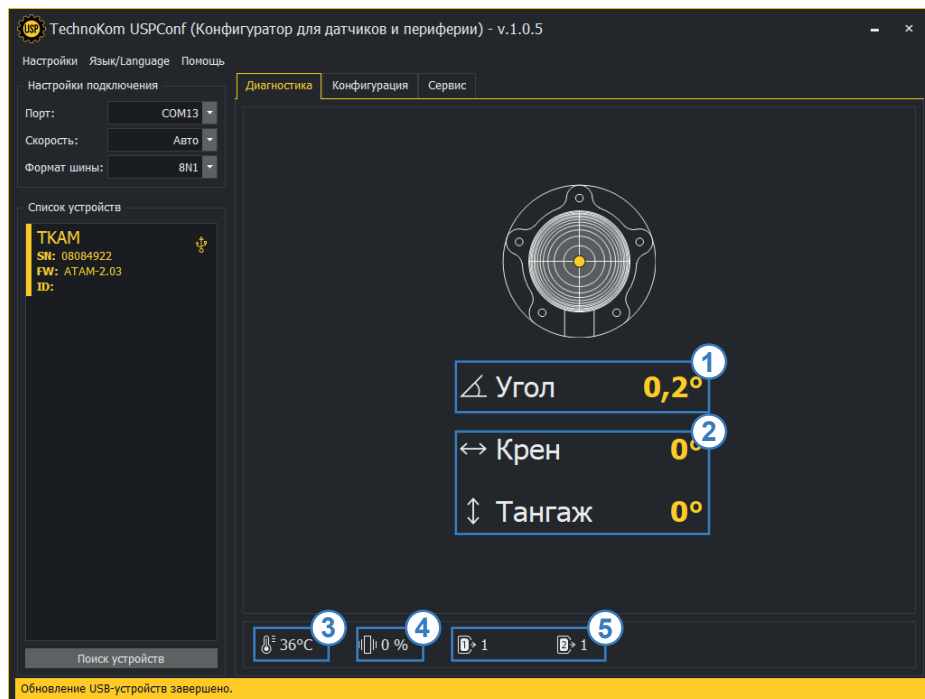 USP TechnoKom USPConf (Конфигуратор для датчиков и периферии) - v.1.0.5
Настройки Язык/Language Помощь
Настройки подключения
Порт: COM13
Скорость: Авто
Формат шины: 8N1
Список устройств
TKAM
SN: 08084922
FW: ATAM-2.03
ID:
Поиск устройств
Диагностика Конфигурация Сервис
1
Угол 0,2°
2
Крен 0°
Тангаж 0°
3 4 5
36°C 0 % 1 1 2 1
Обновление USB-устройств завершено.